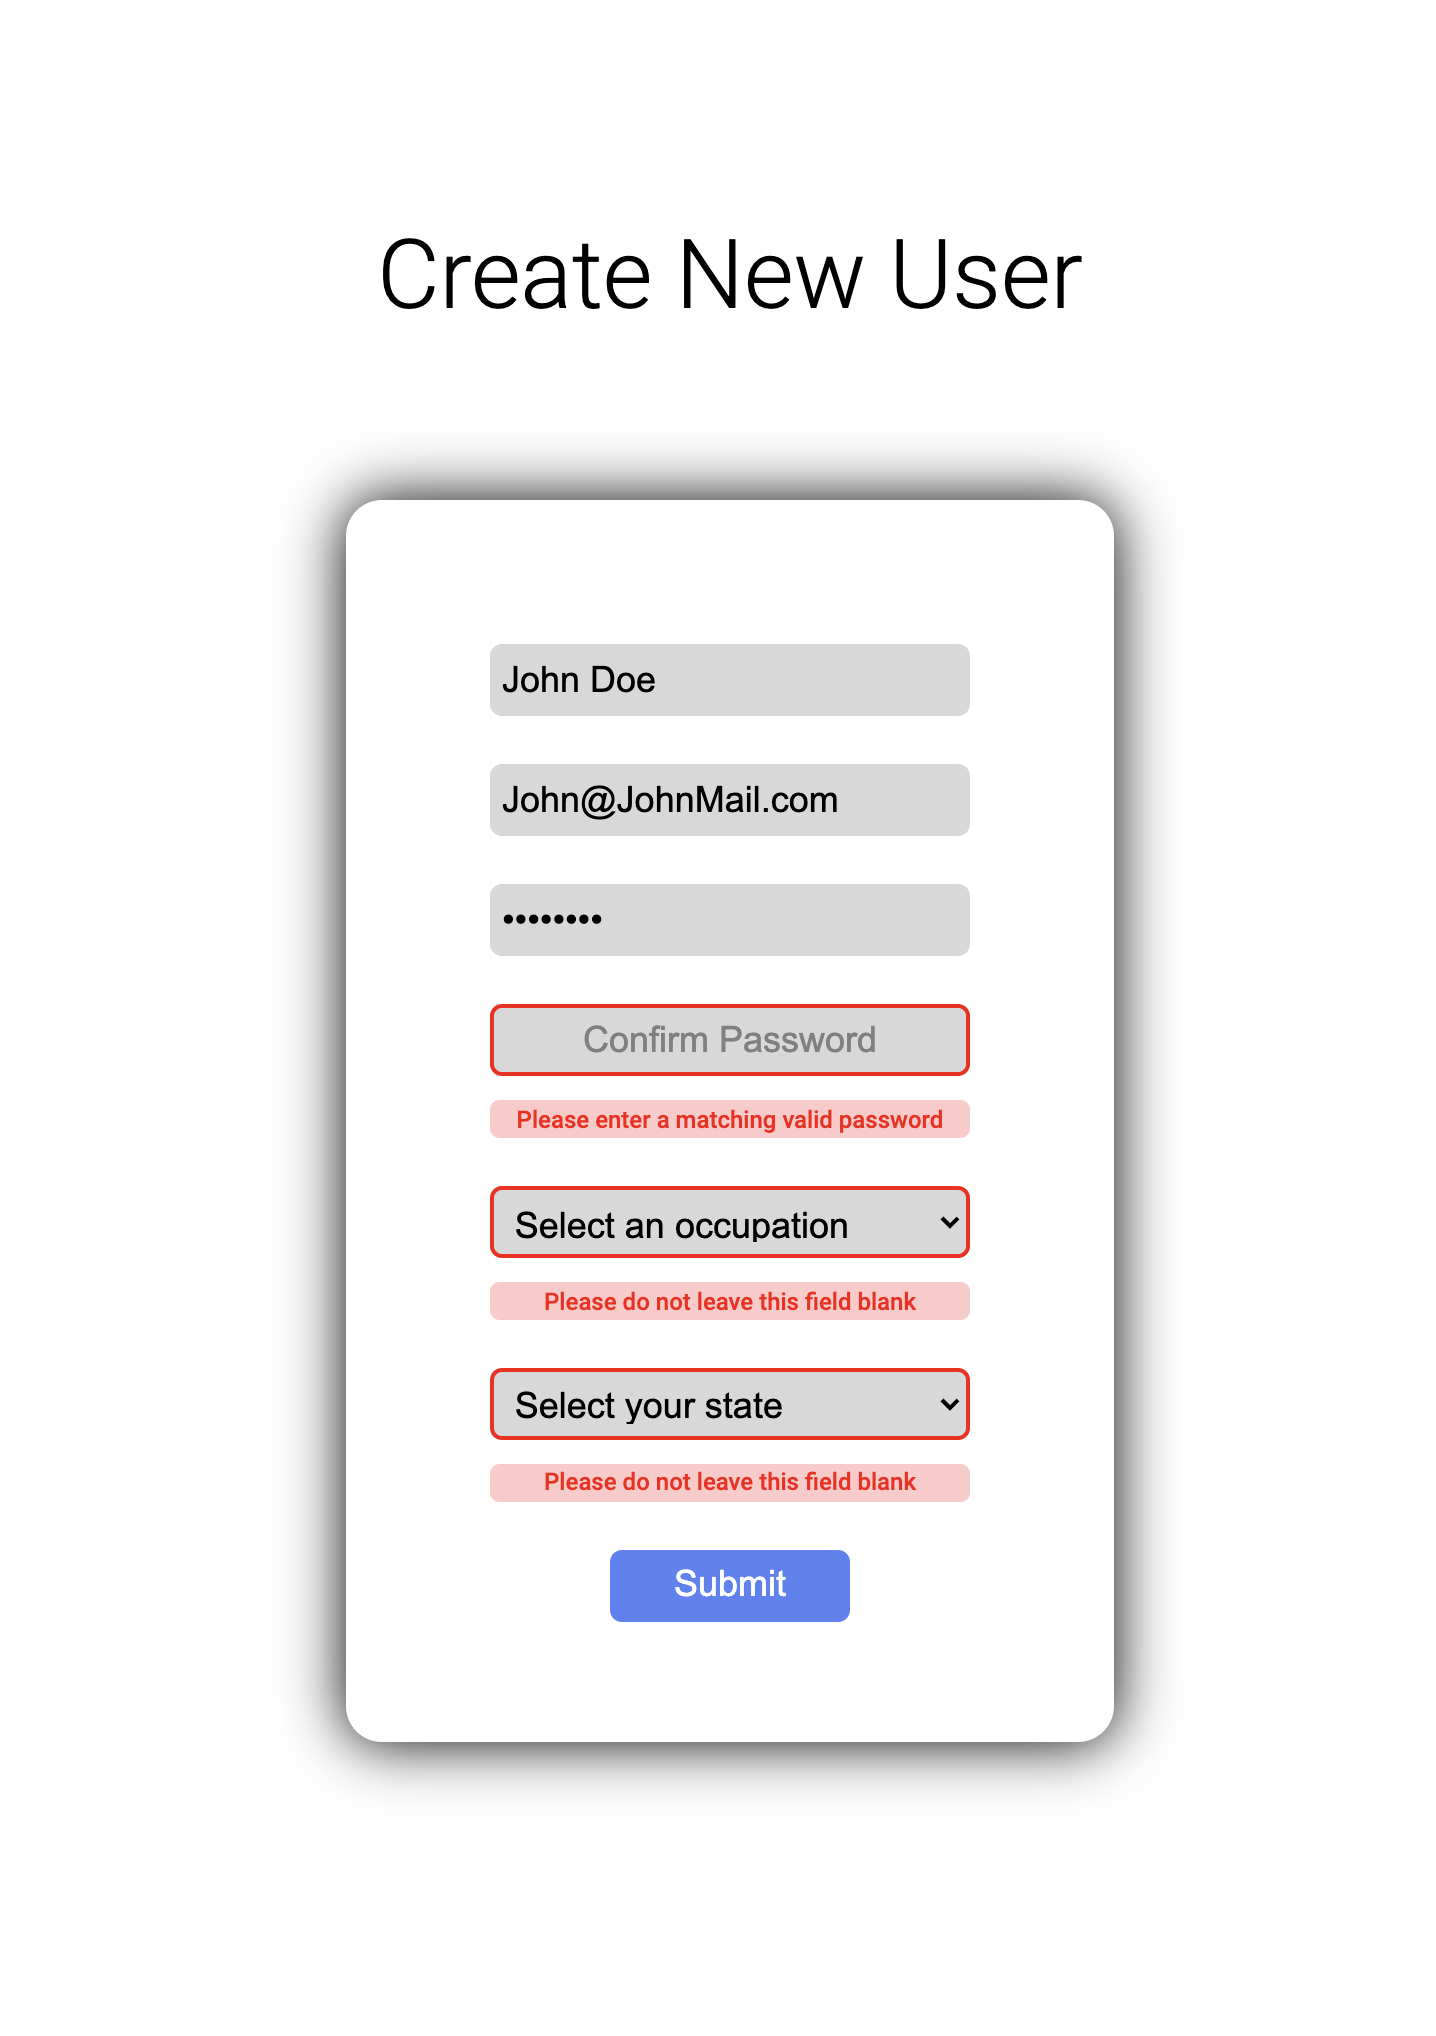 Create New User
John Doe
John@JohnMail.com
••••••••
Confirm Password
Please enter a matching valid password
Select an occupation
Please do not leave this field blank
Select your state
Please do not leave this field blank
Submit